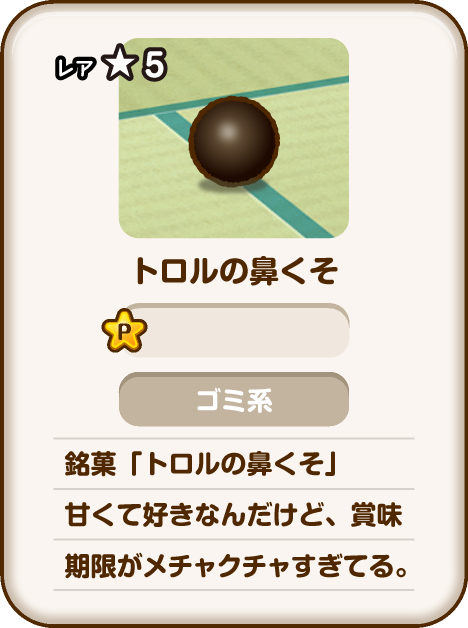 レア★5
トロルの鼻くそ
P
ゴミ系
銘菓「トロルの鼻くそ」
甘くて好きなんだけど、賞味
期限がメチャクチャすぎてる。